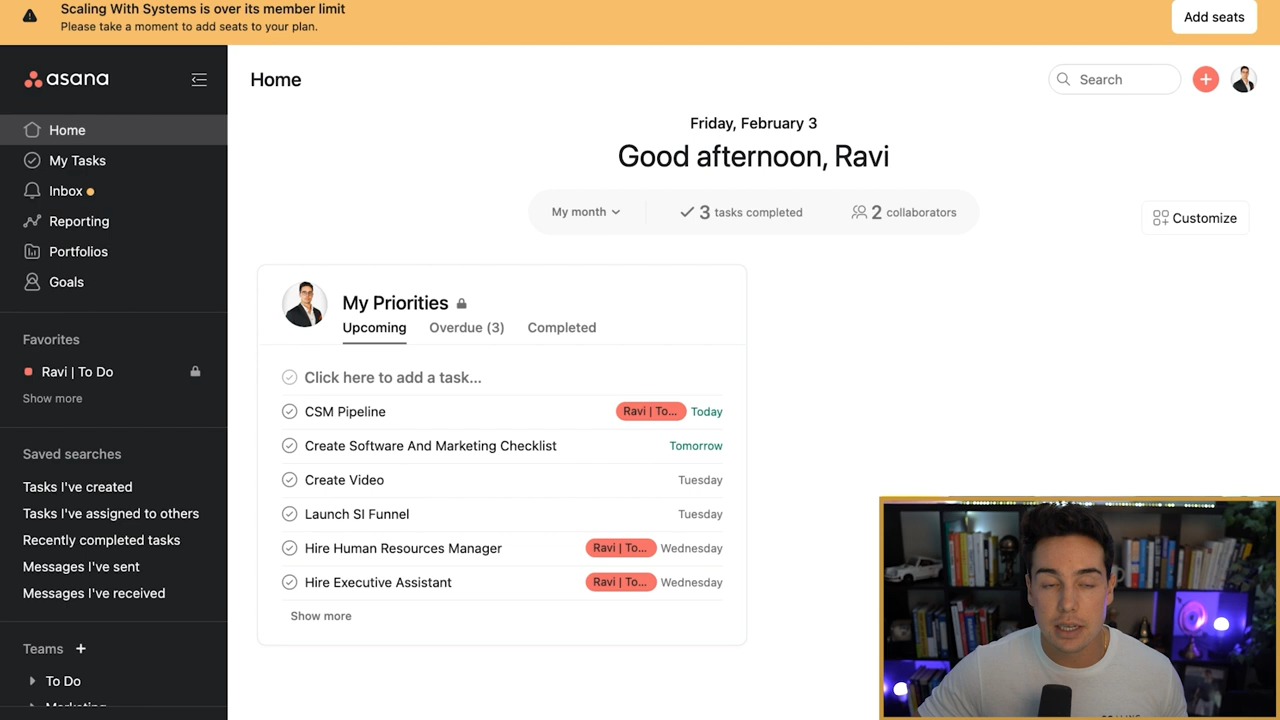 Scaling With Systems is over its member limit
Please take a moment to add seats to your plan.
Add seats
asana
Home
My Tasks
Inbox
Reporting
Portfolios
Goals
Favorites
Ravi | To Do
Show more
Saved searches
Tasks I've created
Tasks I've assigned to others
Recently completed tasks
Messages I've sent
Messages I've received
Teams +
To Do
Marketing
Home
Search
Friday, February 3
Good afternoon, Ravi
My month
3 tasks completed
2 collaborators
Customize
My Priorities
Upcoming Overdue (3) Completed
Click here to add a task...
CSM Pipeline Ravi | To... Today
Create Software And Marketing Checklist Tomorrow
Create Video Tuesday
Launch SI Funnel Tuesday
Hire Human Resources Manager Ravi | To... Wednesday
Hire Executive Assistant Ravi | To... Wednesday
Show more